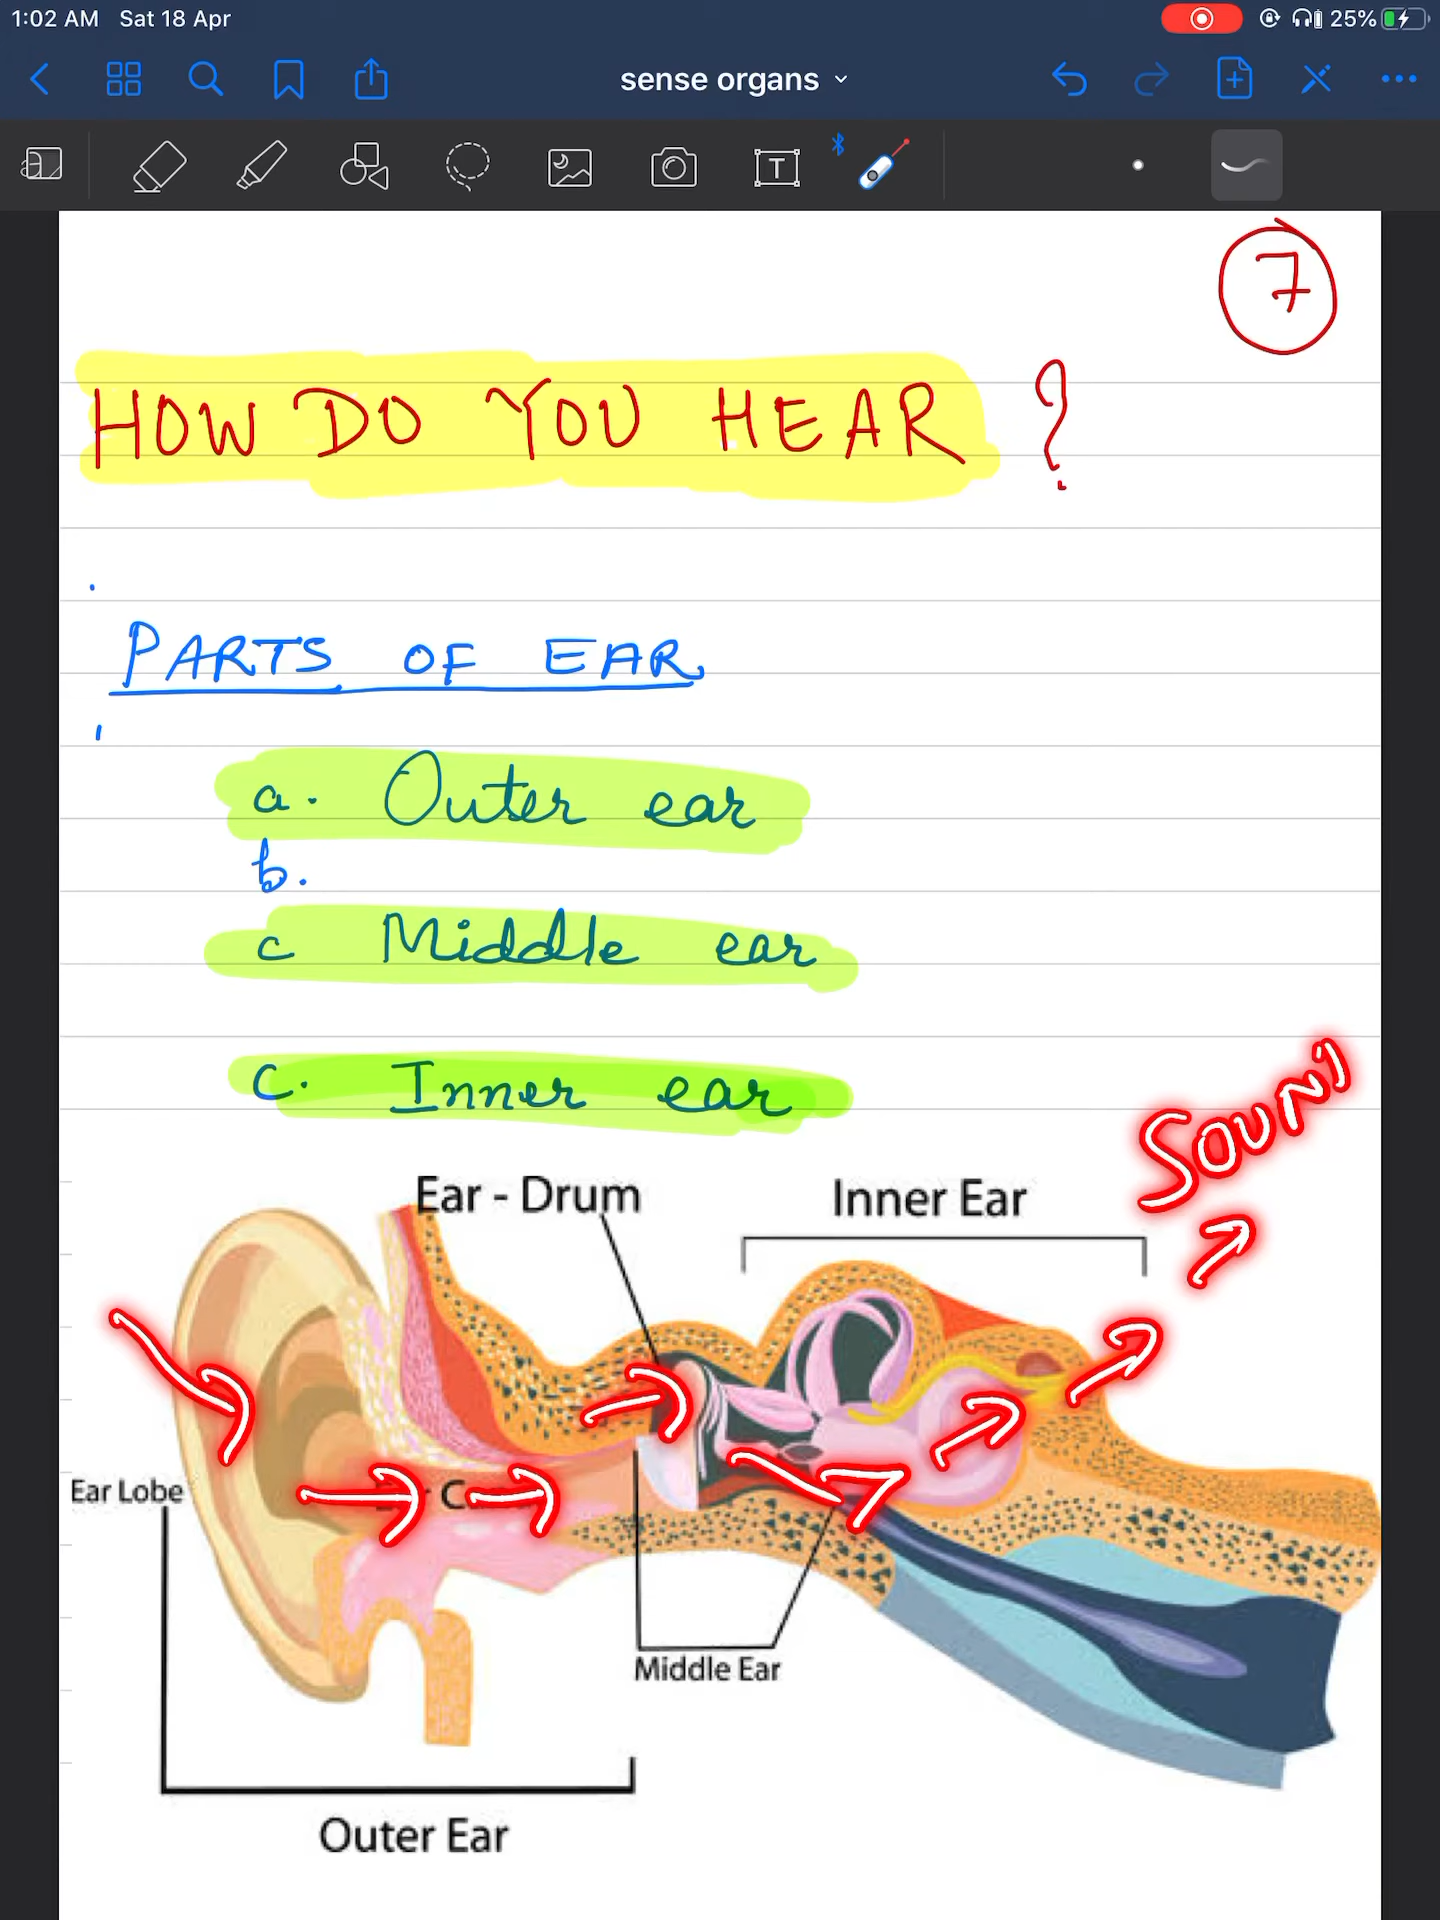 1:02 AM Sat 18 Apr 25%
sense organs
T
7
HOW DO YOU HEAR ?
PARTS OF EAR
a. Outer ear
b.
c Middle ear
c. Inner ear
SOUN
Ear - Drum
Inner Ear
Ear Lobe
Middle Ear
Outer Ear